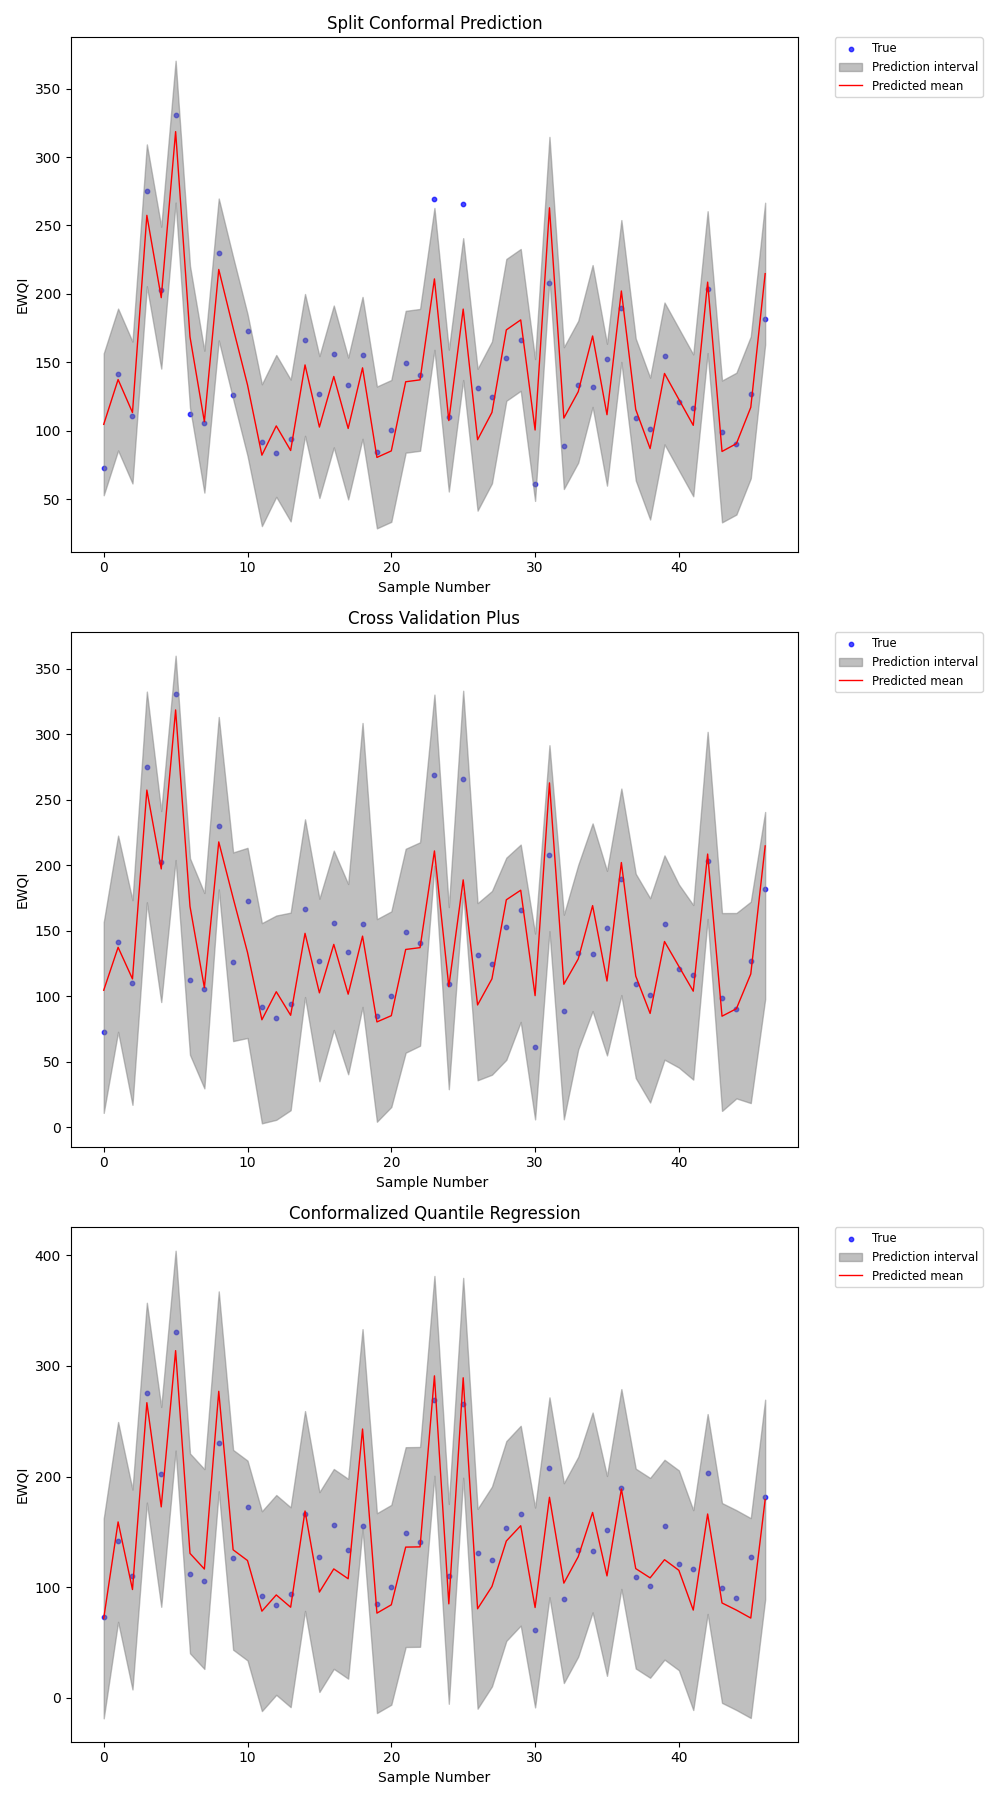 Split Conformal Prediction
True
Prediction interval
Predicted mean
EWQI
350
300
250
200
150
100
50
0 10 20 30 40
Sample Number
Cross Validation Plus
True
Prediction interval
Predicted mean
EWQI
350
300
250
200
150
100
50
0
0 10 20 30 40
Sample Number
Conformalized Quantile Regression
True
Prediction interval
Predicted mean
EWQI
400
300
200
100
0
0 10 20 30 40
Sample Number